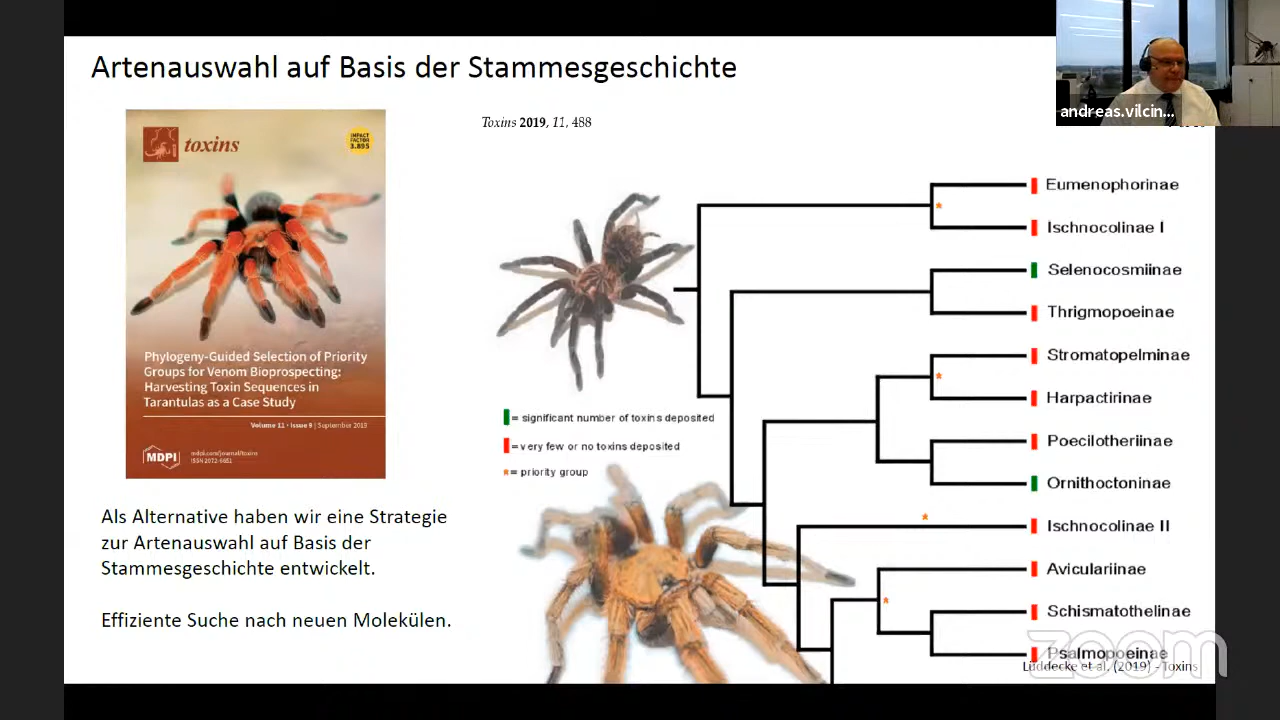 Artenauswahl auf Basis der Stammesgeschichte
andreas.vilcin...
Toxins 2019, 11, 488
toxins
IMPACT
FACTOR
3.895
Phylogeny-Guided Selection of Priority
Groups for Venom Bioprospecting:
Harvesting Toxin Sequences in
Tarantulas as a Case Study
Volume 11 • Issue 9 | September 2019
MDPI
mdpi.com/journal/toxins
ISSN 2072-6651
Als Alternative haben wir eine Strategie
zur Artenauswahl auf Basis der
Stammesgeschichte entwickelt.
Effiziente Suche nach neuen Molekülen.
= significant number of toxins deposited
= very few or no toxins deposited
* = priority group
Eumenophorinae
*
Ischnocolinae I
Selenocosmiinae
Thrigmopoeinae
Stromatopelminae
*
Harpactirinae
Poecilotheriinae
Ornithoctoninae
*
Ischnocolinae II
Aviculariinae
*
Schismatothelinae
Psalmopoeinae
Lüddecke et al. (2019) - Toxins
zoom